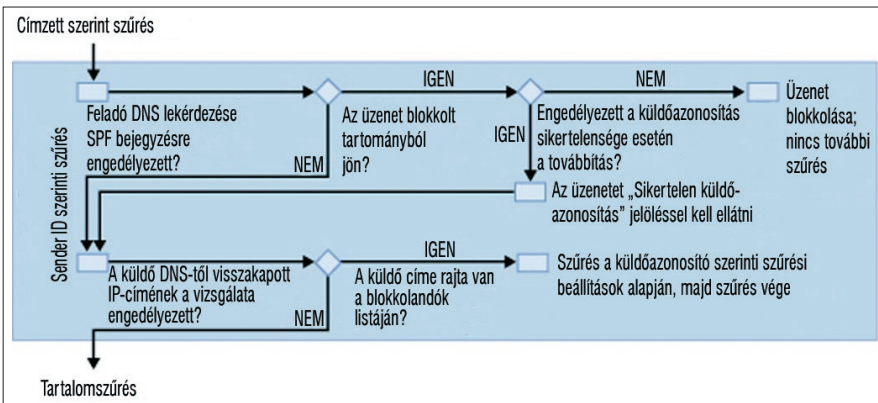 Címzett szerint szűrés
IGEN
NEM
Feladó DNS lekérdezése
SPF bejegyzésre
engedélyezett?
Az üzenet blokkolt
tartományból
jön?
Engedélyezett a küldőazonosítás
sikertelensége esetén
a továbbítás?
Üzenet
blokkolása;
nincs további
szűrés
NEM
IGEN
Az üzenetet „Sikertelen küldő-
azonosítás” jelöléssel kell ellátni
Sender ID szerinti szűrés
IGEN
A küldő DNS-től visszakapott
IP-címének a vizsgálata
engedélyezett?
A küldő címe rajta van
a blokkolandók
listáján?
Szűrés a küldőazonosító szerinti szűrési
beállítások alapján, majd szűrés vége
NEM
Tartalomszűrés